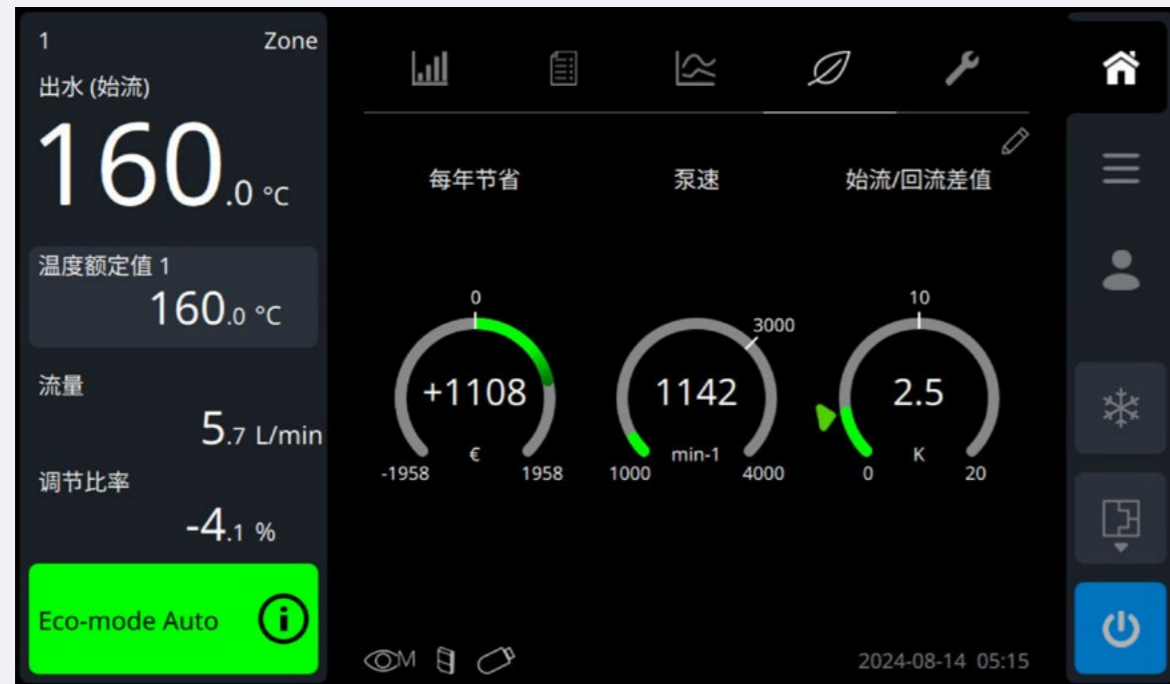 1 Zone
出水 (始流)
160.0 °C
温度额定值 1
160.0 °C
流量
5.7 L/min
调节比率
-4.1 %
Eco-mode Auto
每年节省
0
+1108
€
-1958 1958
泵速
3000
1142
min-1
1000 4000
始流/回流差值
10
2.5
K
0 20
M
2024-08-14 05:15